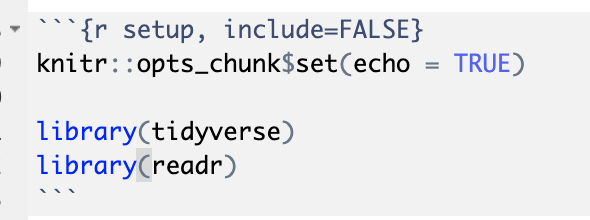 ```{r setup, include=FALSE}
knitr::opts_chunk$set(echo = TRUE)
library(tidyverse)
library(readr)
```